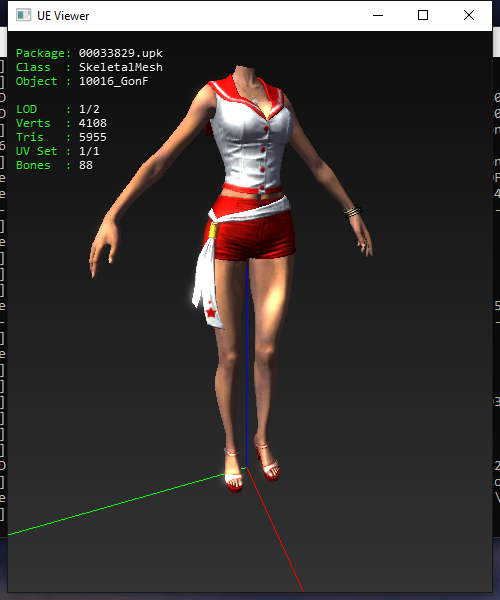 UE Viewer
Package: 00033829.upk
Class : SkeletalMesh
Object : 10016_GonF
LOD : 1/2
Verts : 4108
Tris : 5955
UV Set : 1/1
Bones : 88